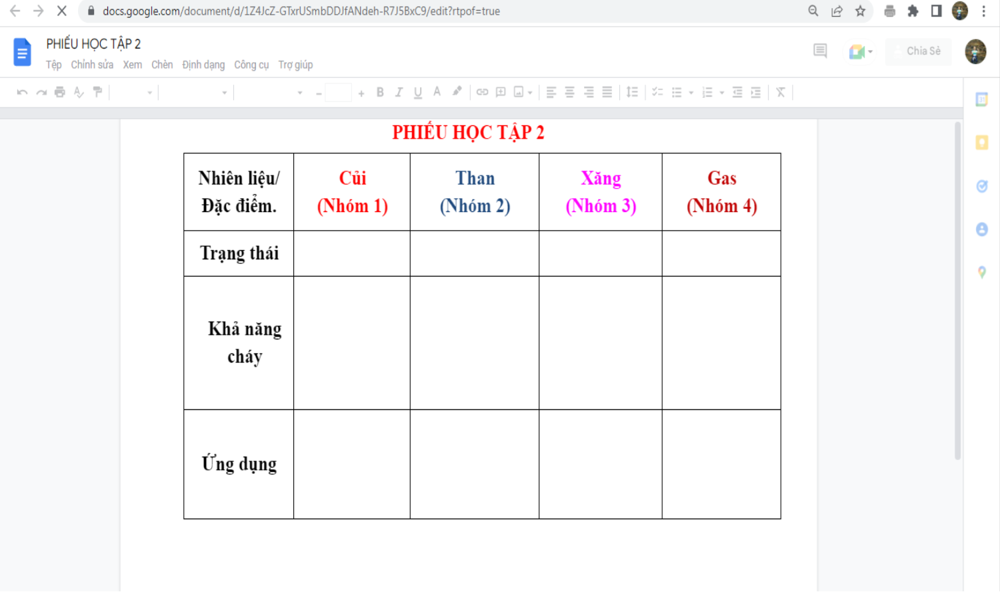 docs.google.com/document/d/1Z4JcZ-GTxrUSmbDDJfANdeh-R7J5BxC9/edit?rtpof=true
PHIẾU HỌC TẬP 2
Tệp Chỉnh sửa Xem Chèn Định dạng Công cụ Trợ giúp
Chia Sẻ
PHIẾU HỌC TẬP 2
Nhiên liệu/
Đặc điểm.
Củi
(Nhóm 1)
Than
(Nhóm 2)
Xăng
(Nhóm 3)
Gas
(Nhóm 4)
Trạng thái
Khả năng
cháy
Ứng dụng